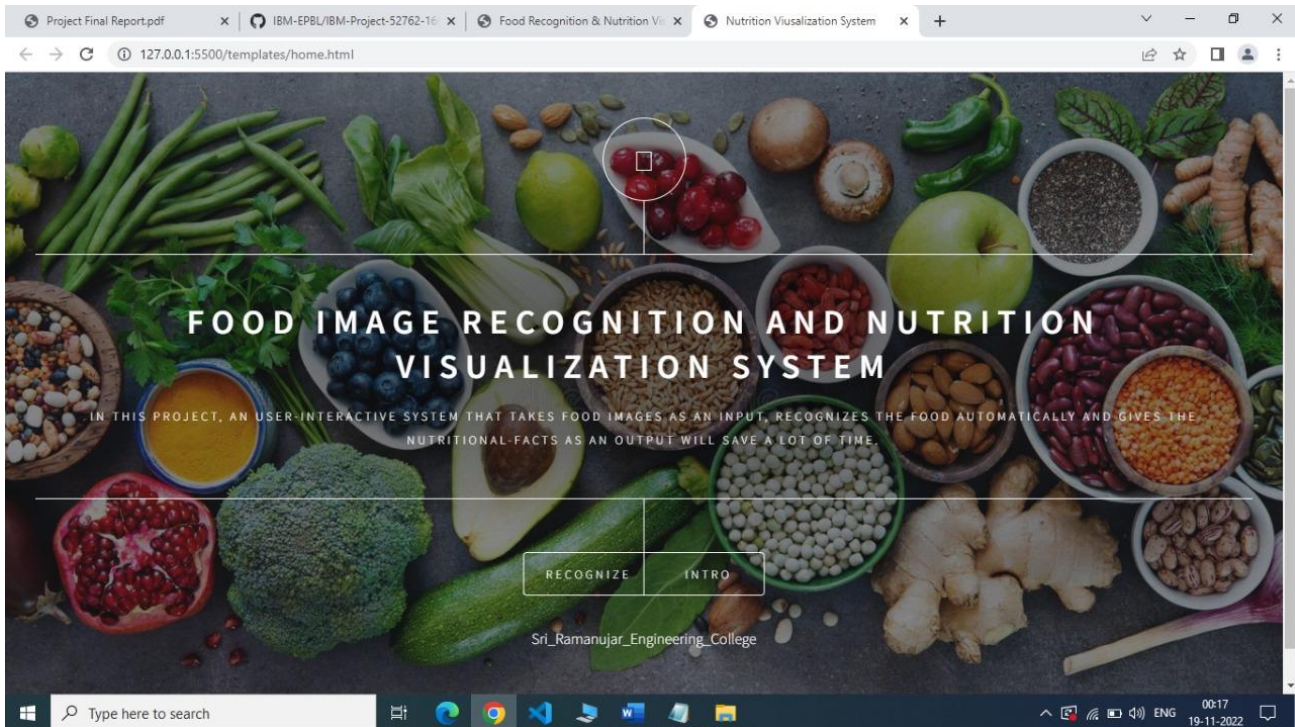 Project Final Report.pdf
IBM-EPBL/IBM-Project-52762-16
Food Recognition & Nutrition Vi
Nutrition Viusalization System
127.0.0.1:5500/templates/home.html
FOOD IMAGE RECOGNITION AND NUTRITION
VISUALIZATION SYSTEM
IN THIS PROJECT, AN USER-INTERACTIVE SYSTEM THAT TAKES FOOD IMAGES AS AN INPUT, RECOGNIZES THE FOOD AUTOMATICALLY AND GIVES THE
NUTRITIONAL-FACTS AS AN OUTPUT WILL SAVE A LOT OF TIME.
RECOGNIZE
INTRO
Sri_Ramanujar_Engineering_College
Type here to search
ENG
00:17
19-11-2022